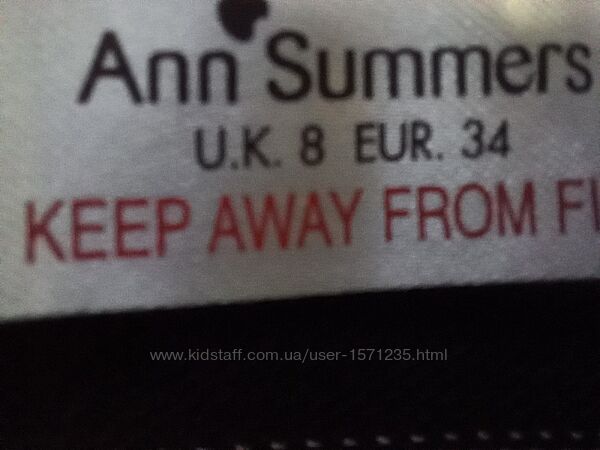 Ann Summers
U.K. 8 EUR. 34
KEEP AWAY FROM
www.kidstaff.com.ua/user-1571235.html